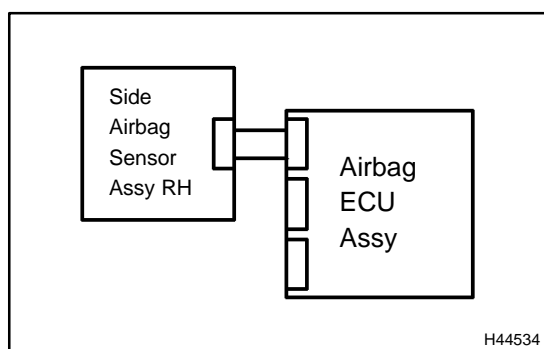 Side
Airbag
Sensor
Assy RH
Airbag
ECU
Assy
H44534